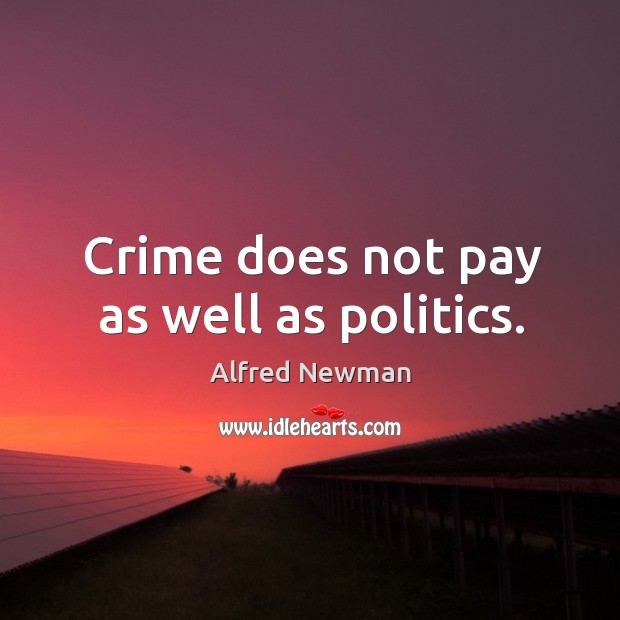 Crime does not pay
as well as politics.
Alfred Newman
www.idlehearts.com